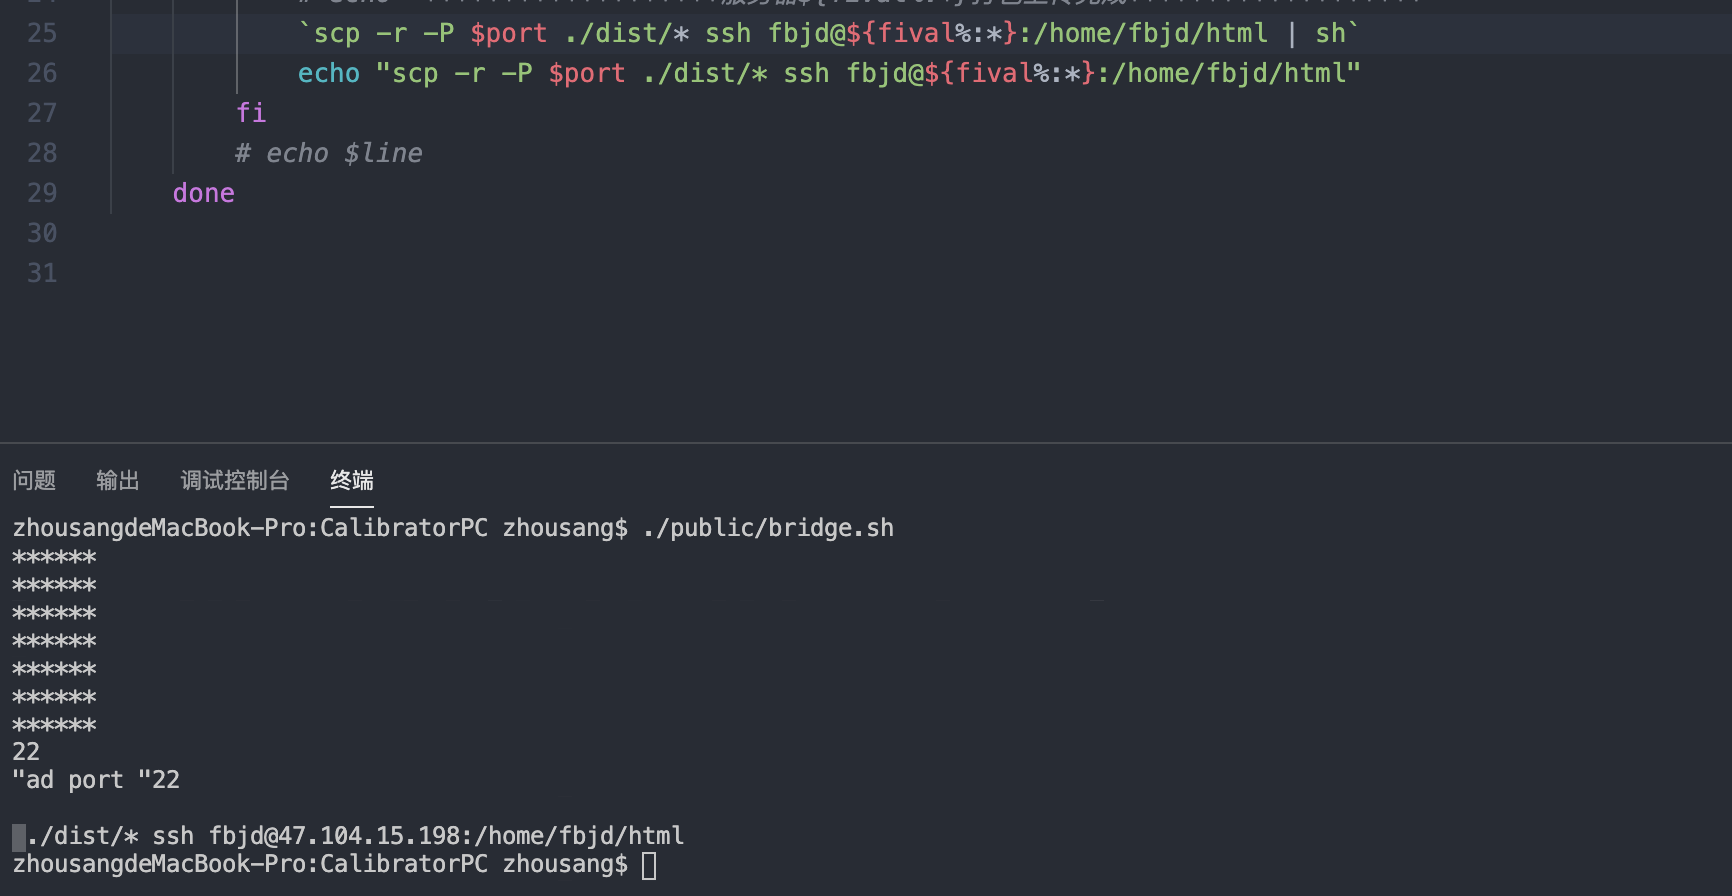 25 `scp -r -P $port ./dist/* ssh fbjd@${fival%:*}:/home/fbjd/html | sh`
26 echo "scp -r -P $port ./dist/* ssh fbjd@${fival%:*}:/home/fbjd/html"
27 fi
28 # echo $line
29 done
30
31
问题 输出 调试控制台 终端
zhousangdeMacBook-Pro:CalibratorPC zhousang$ ./public/bridge.sh
******
******
******
******
******
******
******
22
"ad port "22
./dist/* ssh fbjd@47.104.15.198:/home/fbjd/html
zhousangdeMacBook-Pro:CalibratorPC zhousang$